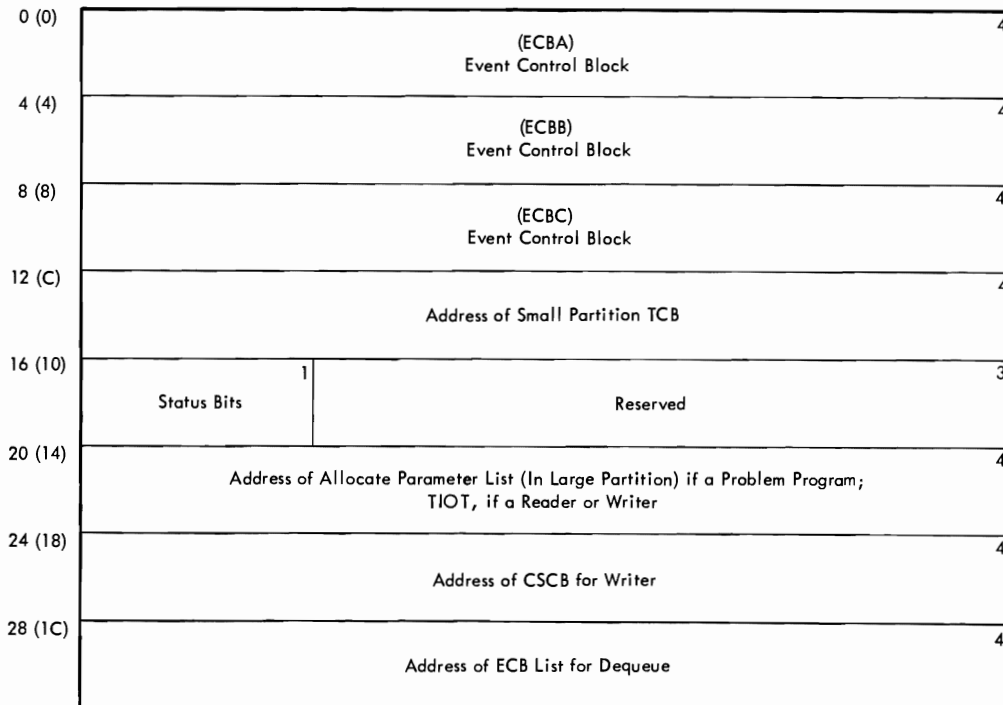 0 (0)
4
(ECBA)
Event Control Block
4 (4)
4
(ECBB)
Event Control Block
8 (8)
4
(ECBC)
Event Control Block
12 (C)
4
Address of Small Partition TCB
16 (10)
1
3
Status Bits
Reserved
20 (14)
4
Address of Allocate Parameter List (In Large Partition) if a Problem Program;
TIOT, if a Reader or Writer
24 (18)
4
Address of CSCB for Writer
28 (1C)
4
Address of ECB List for Dequeue